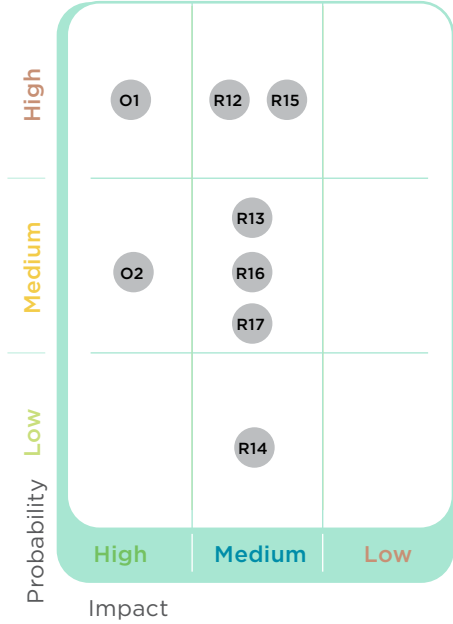 High
O1
R12
R15
Medium
R13
O2
R16
R17
Low
R14
Probability
High
Medium
Low
Impact